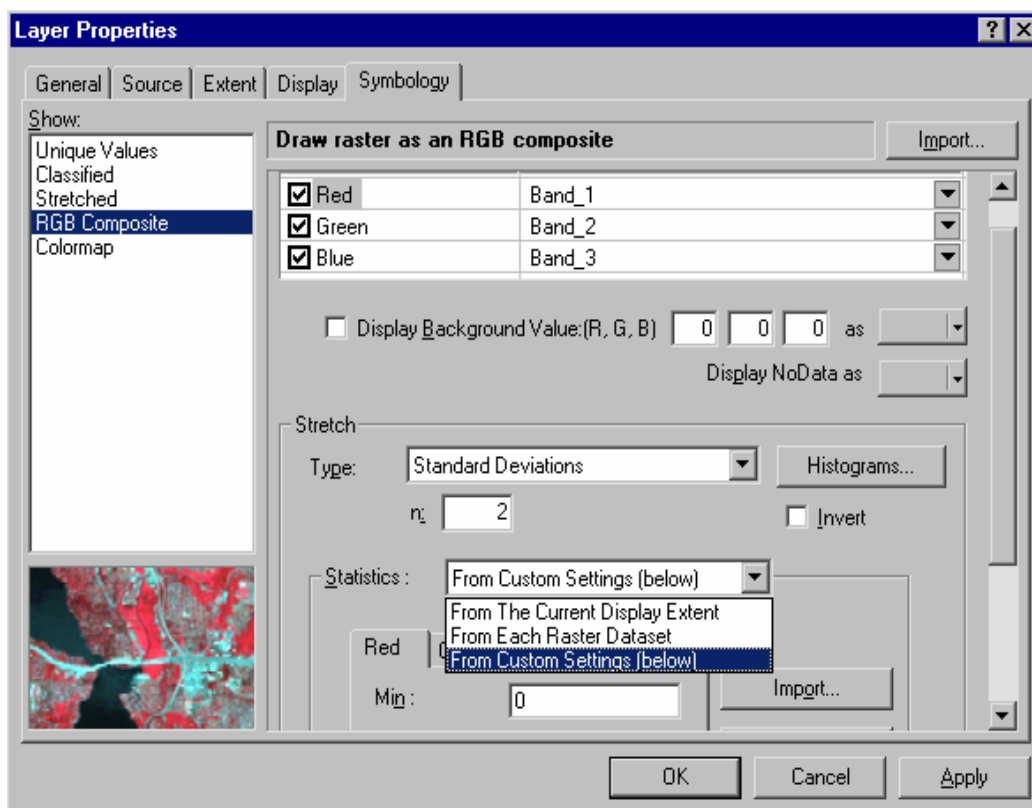 Layer Properties
General Source Extent Display Symbology
Show:
Unique Values
Classified
Stretched
RGB Composite
Colormap
Draw raster as an RGB composite
Import...
Red Band_1
Green Band_2
Blue Band_3
Display Background Value:(R, G, B) 0 0 0 as
Display NoData as
Stretch
Type: Standard Deviations Histograms...
n: 2
Invert
Statistics : From Custom Settings (below)
From The Current Display Extent
From Each Raster Dataset
From Custom Settings (below)
Red
Min : 0
Import...
OK Cancel Apply